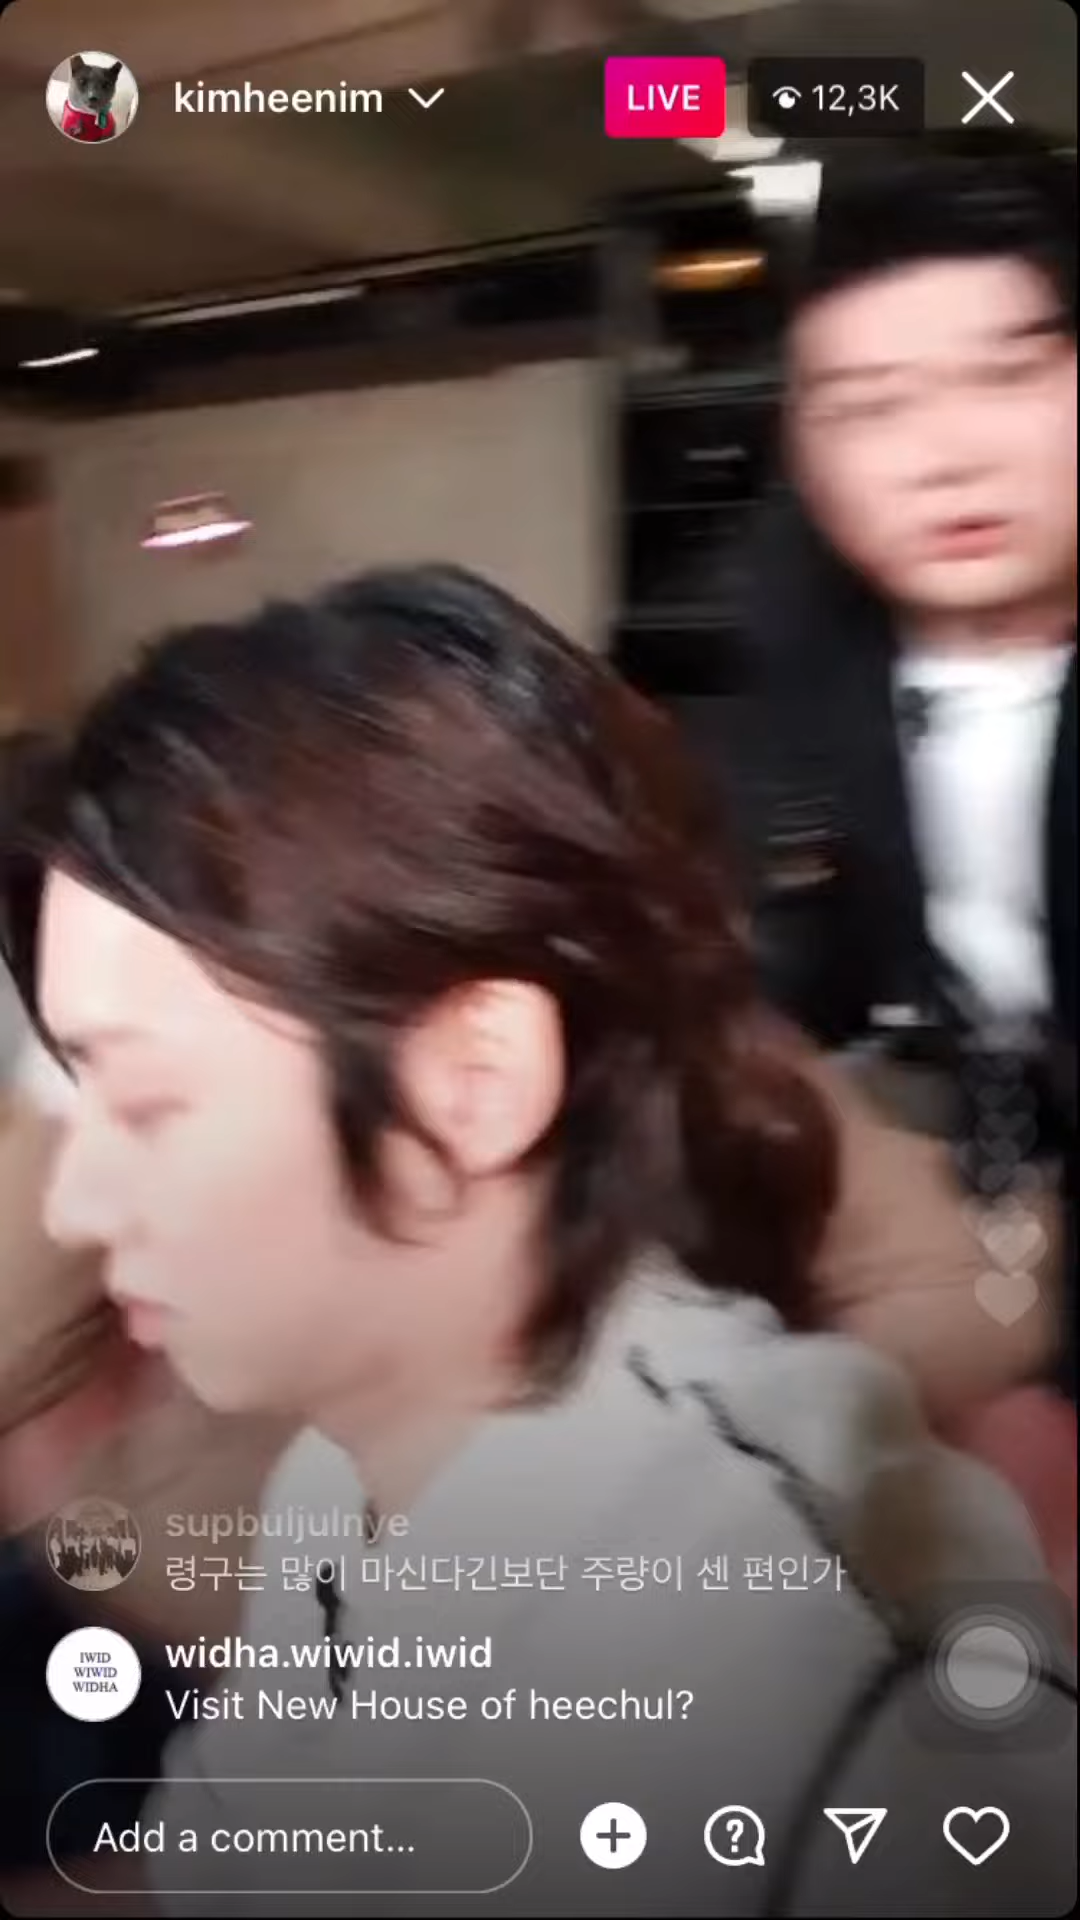 kimheenim
LIVE
12,3K
supbuljulnye
령구는 많이 마신다긴보단 주량이 센 편인가
IWID
WIWID
WIDHA
widha.wiwid.iwid
Visit New House of heechul?
Add a comment...